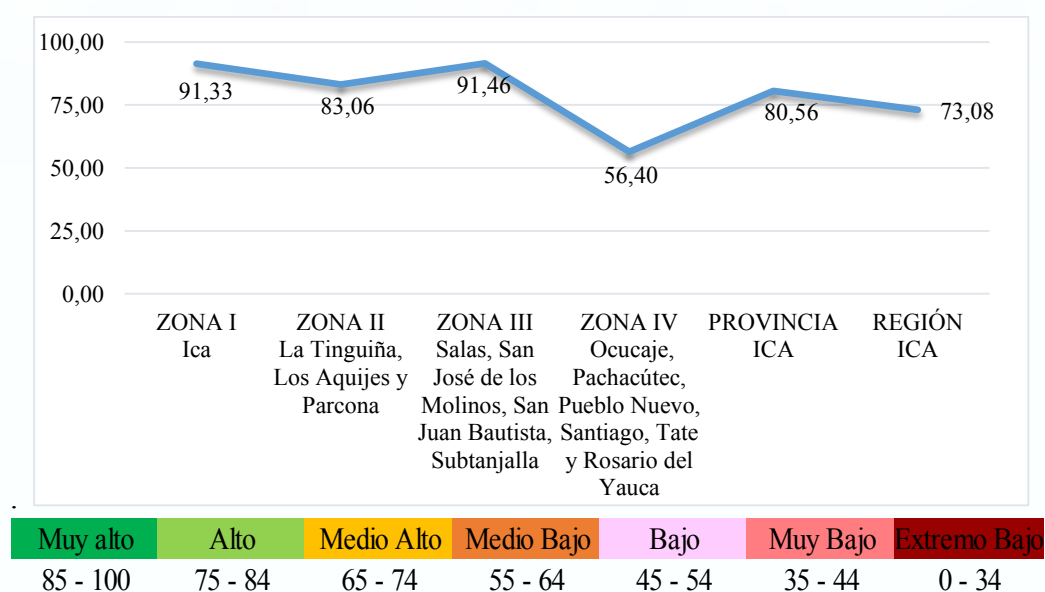 100,00
75,00
50,00
25,00
0,00
91,33
83,06
91,46
56,40
80,56
73,08
ZONA I
Ica
ZONA II
La Tinguiña,
Los Aquijes y
Parcona
ZONA III
Salas, San
José de los
Molinos, San
Juan Bautista,
Subtanjalla
ZONA IV
Ocucaje,
Pachacútec,
Pueblo Nuevo,
Santiago, Tate
y Rosario del
Yauca
PROVINCIA
ICA
REGIÓN
ICA
.
Muy alto Alto Medio Alto Medio Bajo Bajo Muy Bajo Extremo Bajo
85 - 100 75 - 84 65 - 74 55 - 64 45 - 54 35 - 44 0 - 34